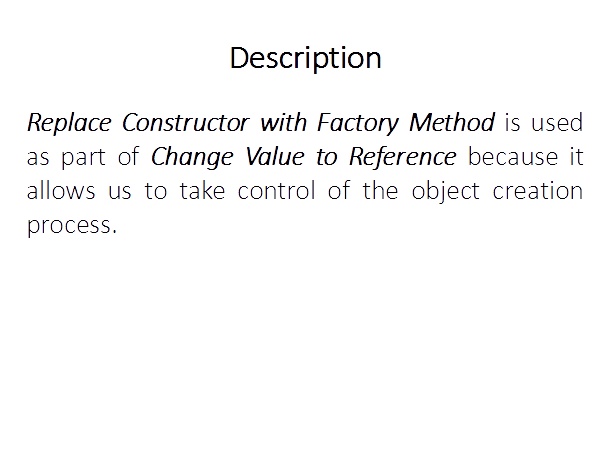 Description
Replace Constructor with Factory Method is used
as part of Change Value to Reference because it
allows us to take control of the object creation
process.